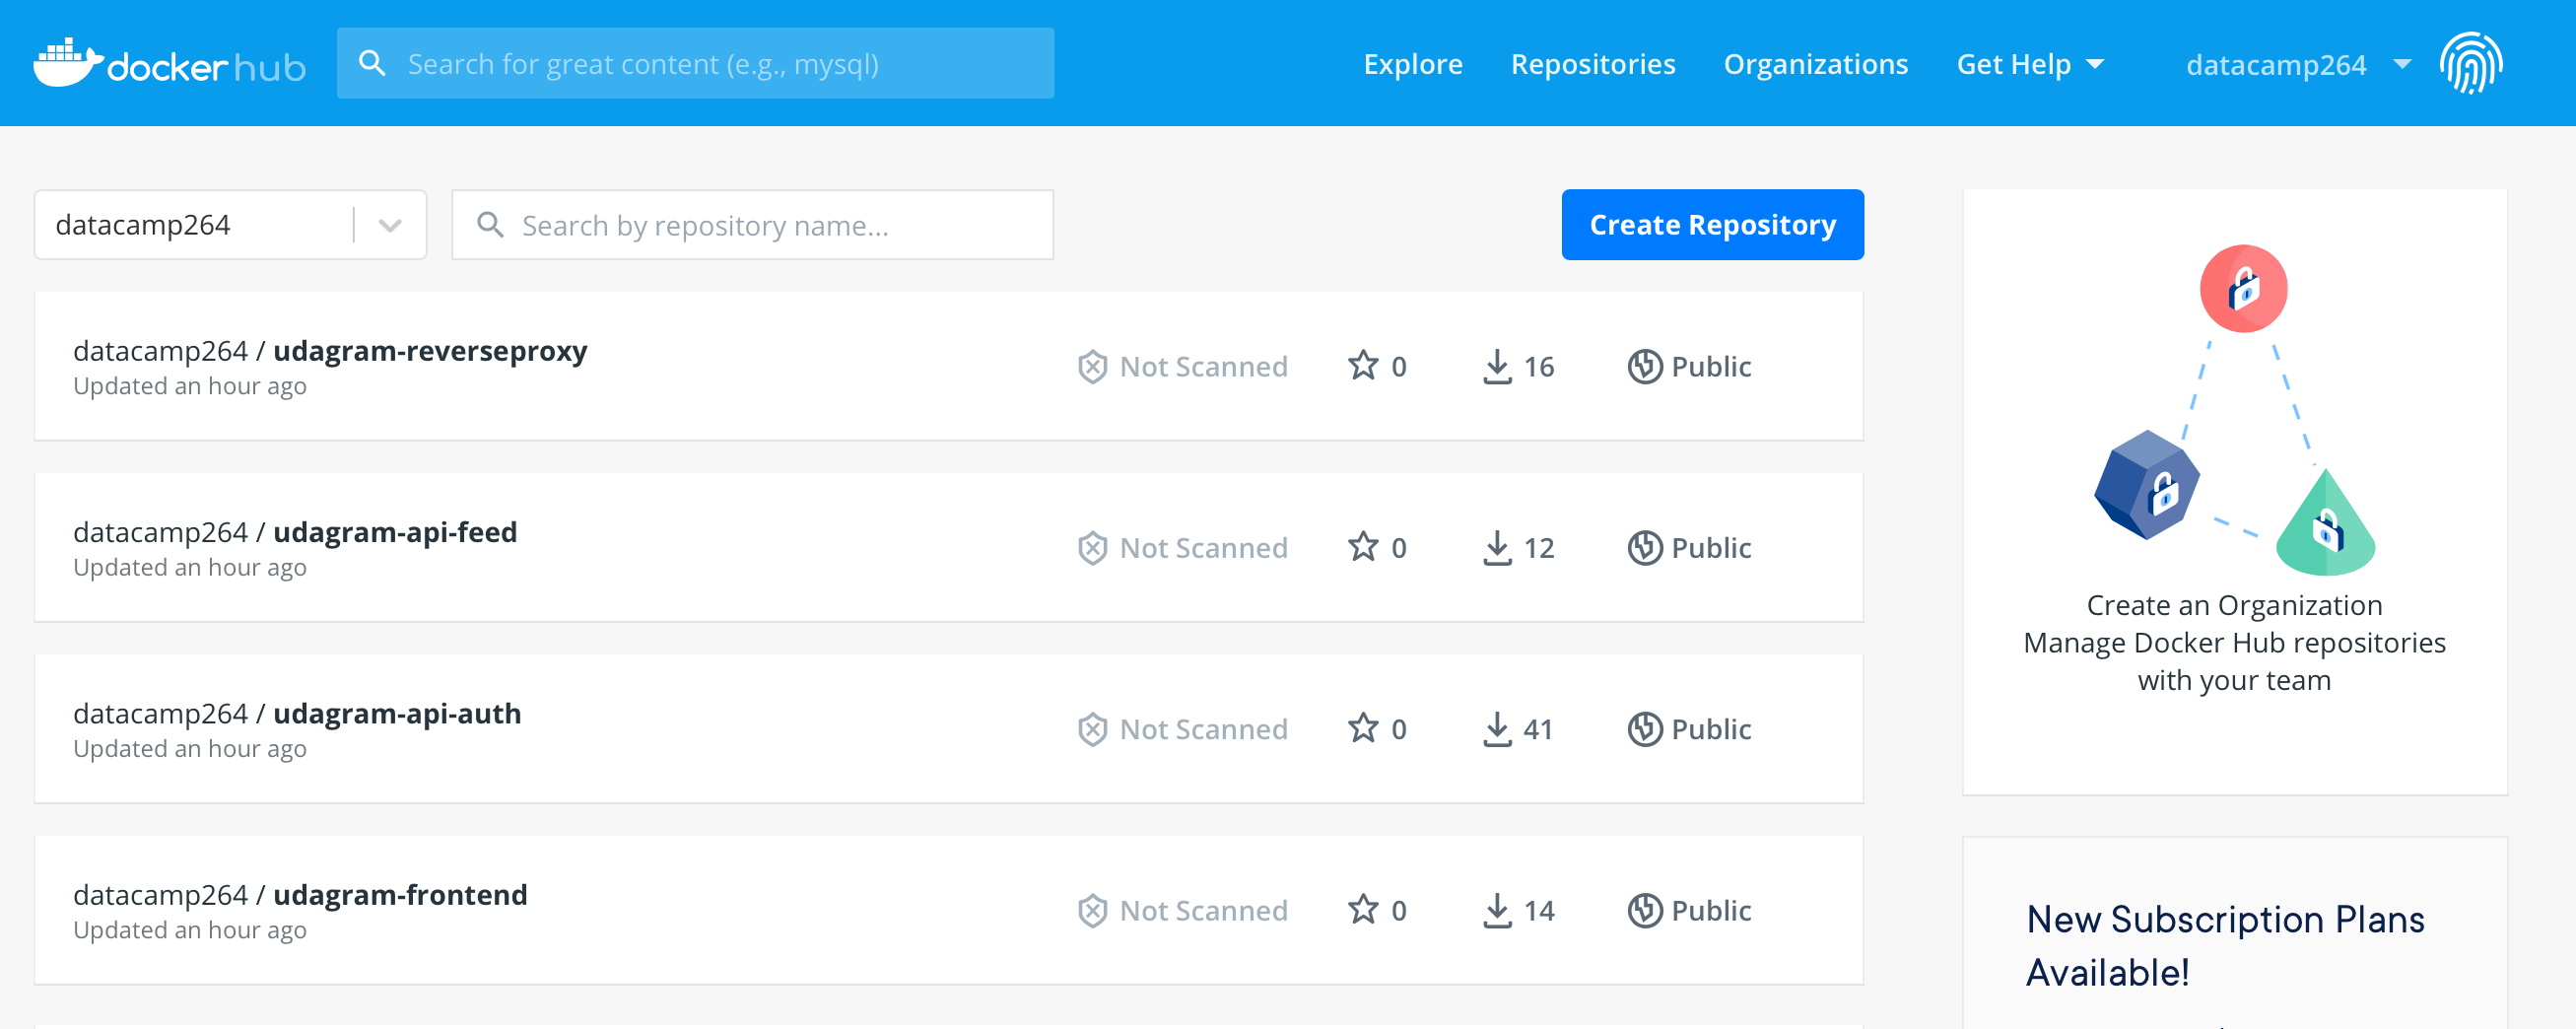 docker hub
Search for great content (e.g., mysql)
Explore
Repositories
Organizations
Get Help
datacamp264
datacamp264
Search by repository name...
Create Repository
datacamp264 / udagram-reverseproxy
Updated an hour ago
Not Scanned
0
16
Public
datacamp264 / udagram-api-feed
Updated an hour ago
Not Scanned
0
12
Public
datacamp264 / udagram-api-auth
Updated an hour ago
Not Scanned
0
41
Public
datacamp264 / udagram-frontend
Updated an hour ago
Not Scanned
0
14
Public
Create an Organization
Manage Docker Hub repositories
with your team
New Subscription Plans
Available!